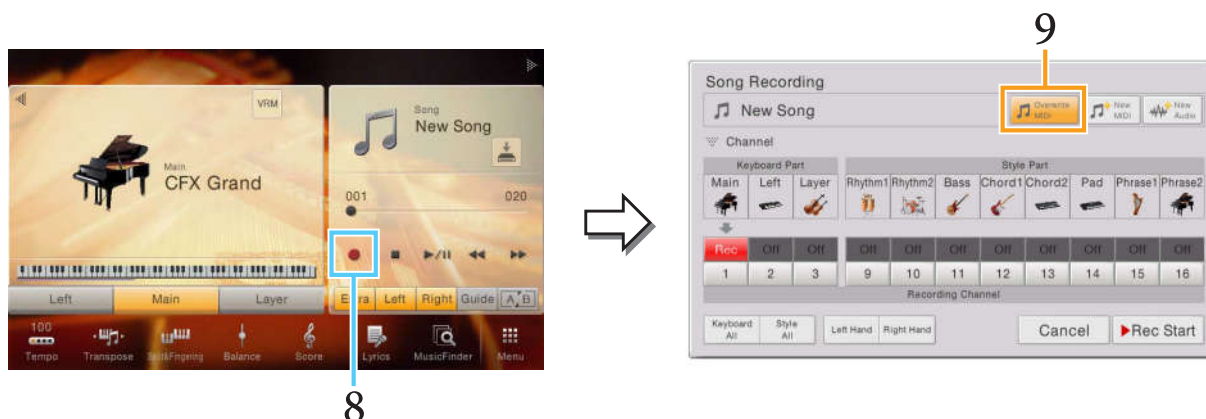 9
VRM
Main
CFX Grand
Song
New Song
001
020
Left
Main
Layer
Extra
Left
Right
Guide
A B
100
Tempo
Transpose
Split&Fingering
Balance
Score
Lyrics
MusicFinder
Menu
8
Song Recording
New Song
Overwrite
MIDI
New
MIDI
New
Audio
Channel
Keyboard Part
Style Part
Main Left Layer Rhythm1 Rhythm2 Bass Chord1 Chord2 Pad Phrase1 Phrase2
Rec Off Off Off Off Off Off Off Off Off Off
1 2 3 9 10 11 12 13 14 15 16
Recording Channel
Keyboard
All
Style
All
Left Hand
Right Hand
Cancel
Rec Start